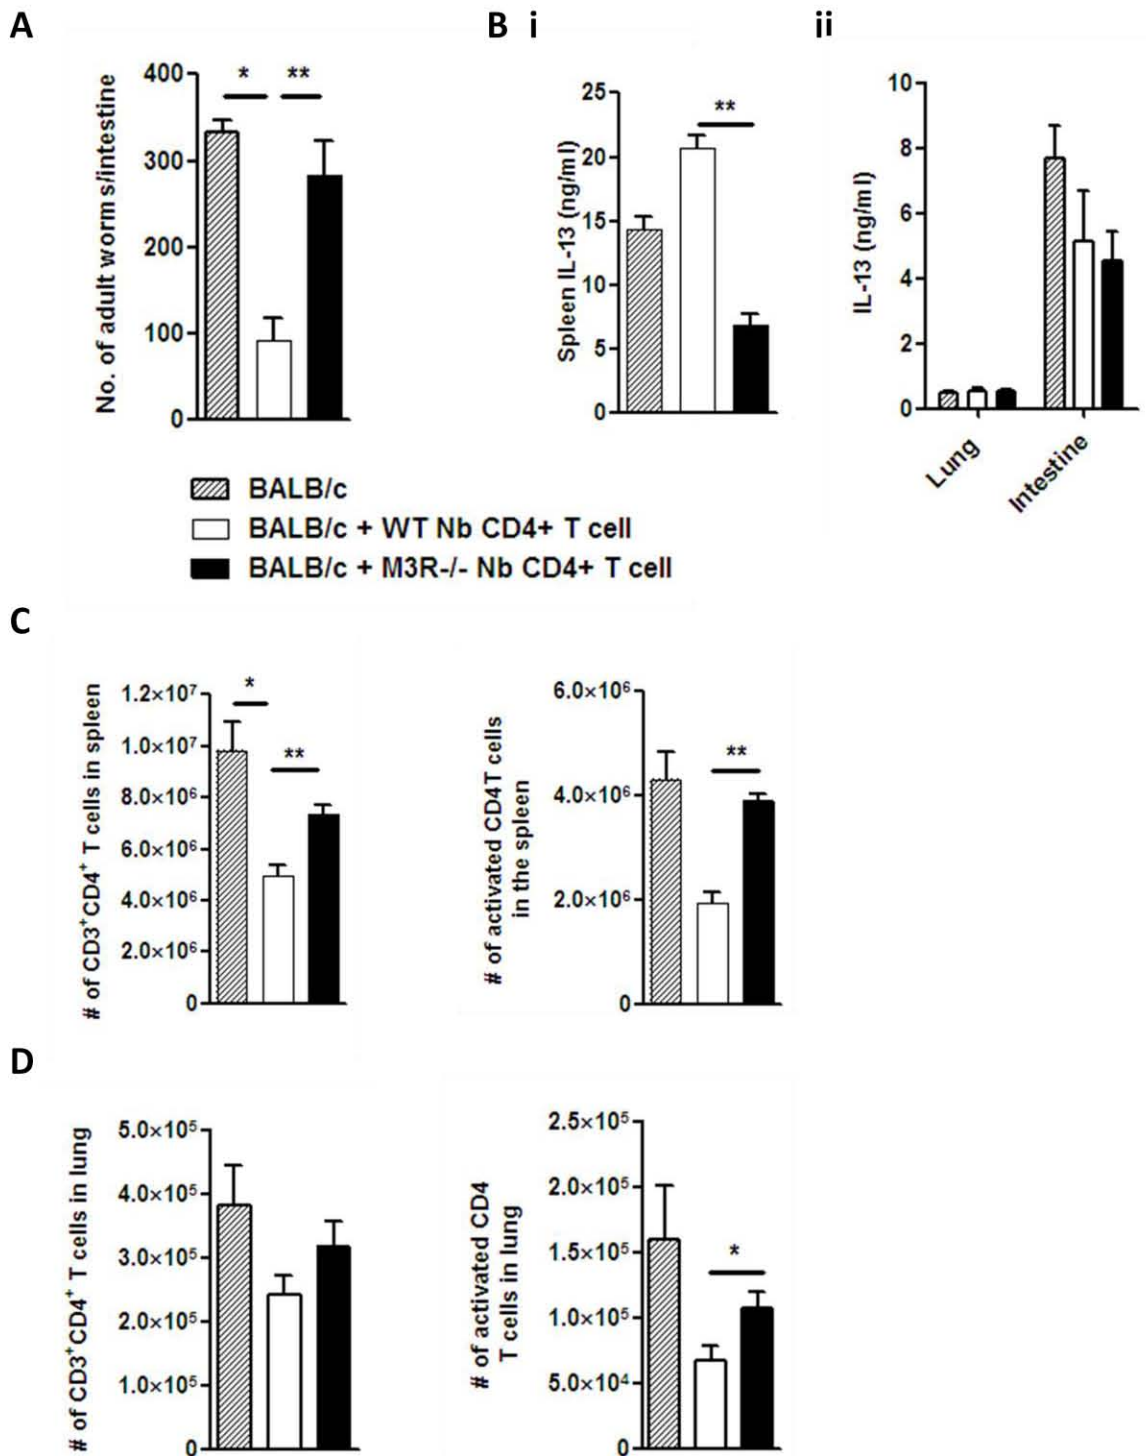 A
B i
ii
No. of adult worms/intestine
400
300
200
100
0
*
**
Spleen IL-13 (ng/ml)
25
20
15
10
5
0
**
IL-13 (ng/ml)
10
8
6
4
2
0
Lung
Intestine
BALB/c
BALB/c + WT Nb CD4+ T cell
BALB/c + M3R-/- Nb CD4+ T cell
C
# of CD3⁺CD4⁺ T cells in spleen
1.2×10⁷
1.0×10⁷
8.0×10⁶
6.0×10⁶
4.0×10⁶
2.0×10⁶
0
*
**
# of activated CD4T cells
in the spleen
6.0×10⁶
4.0×10⁶
2.0×10⁶
0
**
D
# of CD3⁺CD4⁺ T cells in lung
5.0×10⁵
4.0×10⁵
3.0×10⁵
2.0×10⁵
1.0×10⁵
0
# of activated CD4
T cells in lung
2.5×10⁵
2.0×10⁵
1.5×10⁵
1.0×10⁵
5.0×10⁴
0
*